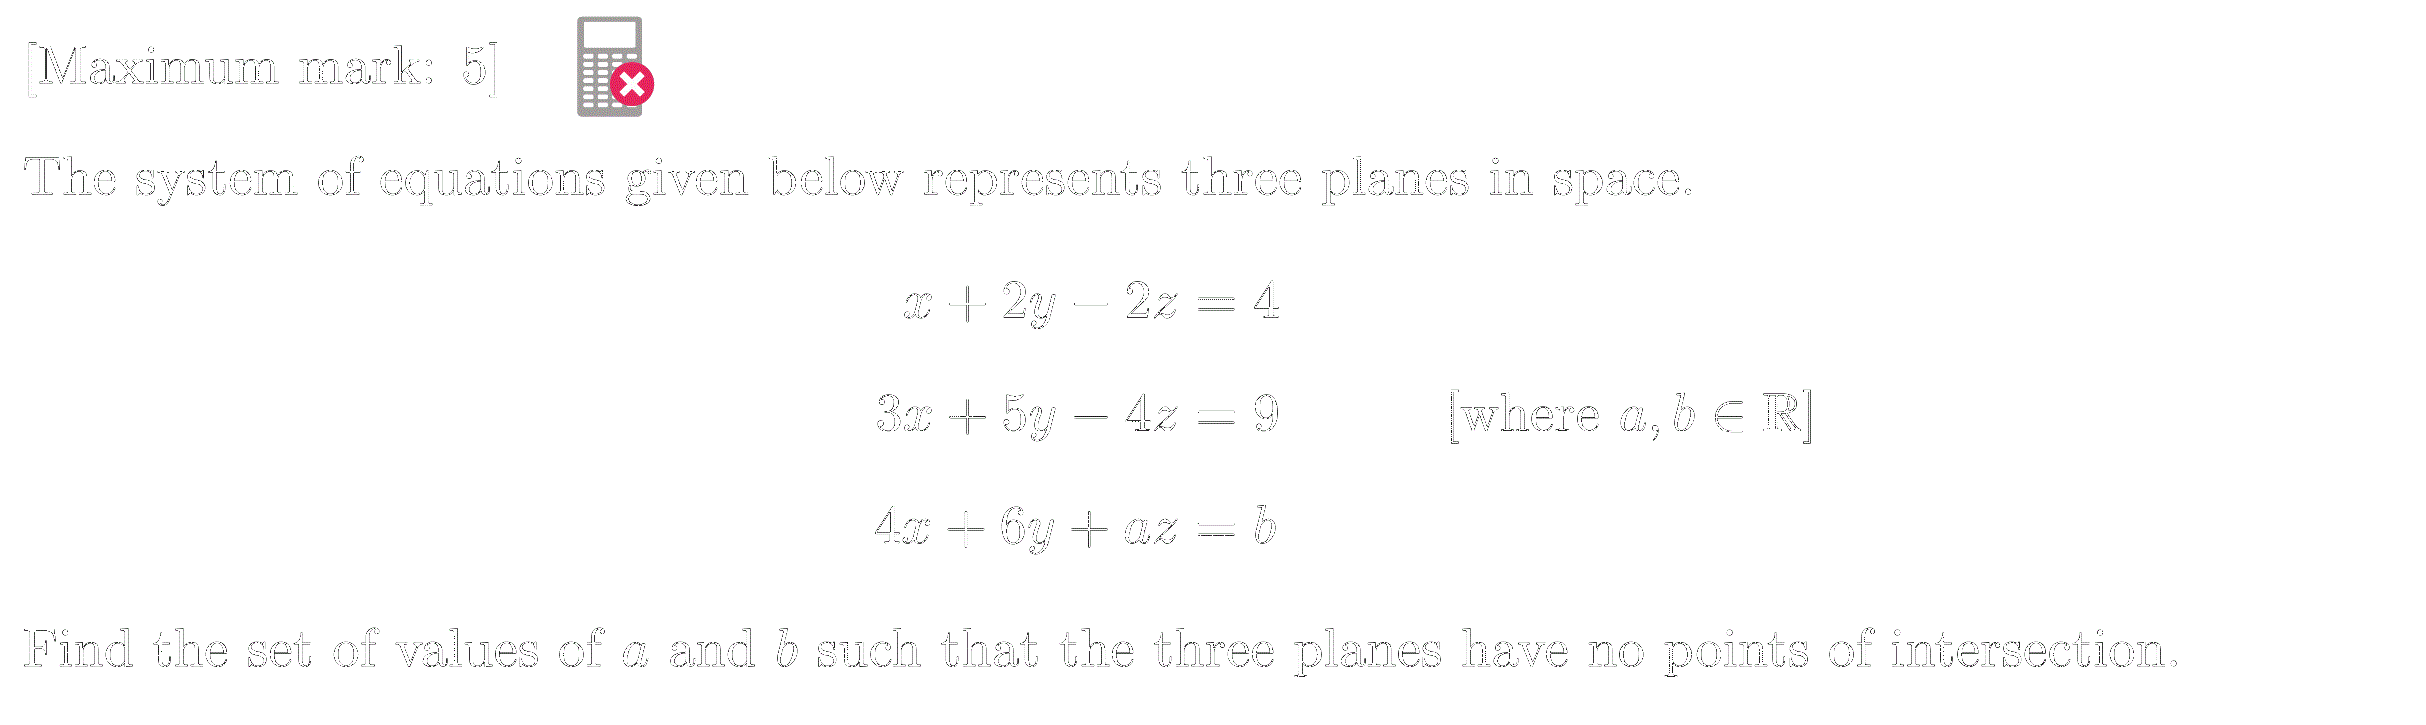 [Maximum mark: 5]
The system of equations given below represents three planes in space.
x + 2y − 2z = 4
3x + 5y − 4z = 9 [where a, b ∈ ℝ]
4x + 6y + az = b
Find the set of values of a and b such that the three planes have no points of intersection.